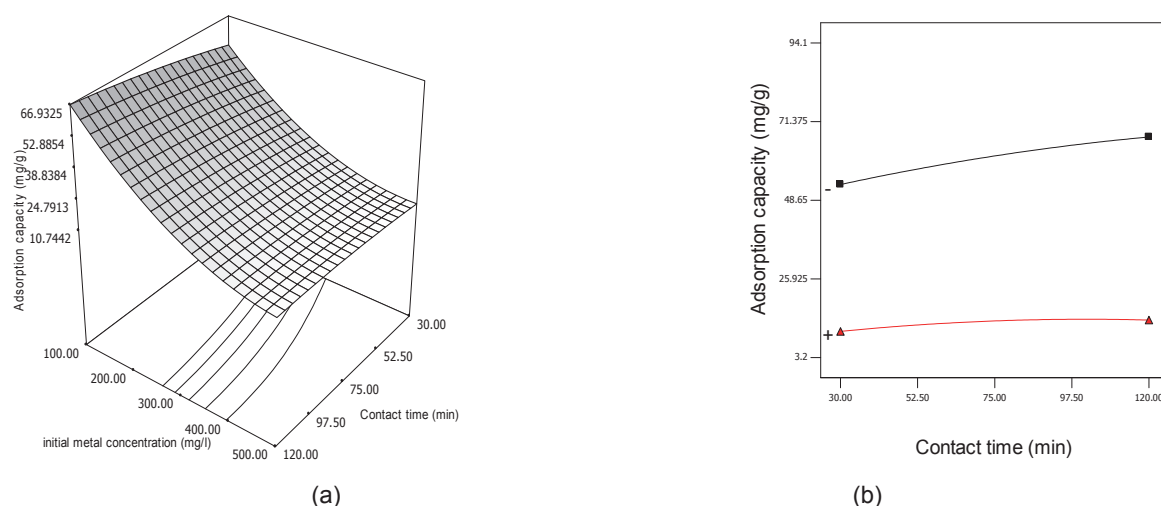 66.9325
52.8854
38.8384
24.7913
10.7442
Adsorption capacity (mg/g)
100.00
200.00
300.00
400.00
500.00
initial metal concentration (mg/l)
30.00
52.50
75.00
97.50
120.00
Contact time (min)
(a)
94.1
71.375
48.65
25.925
3.2
Adsorption capacity (mg/g)
-
+
30.00 52.50 75.00 97.50 120.00
Contact time (min)
(b)